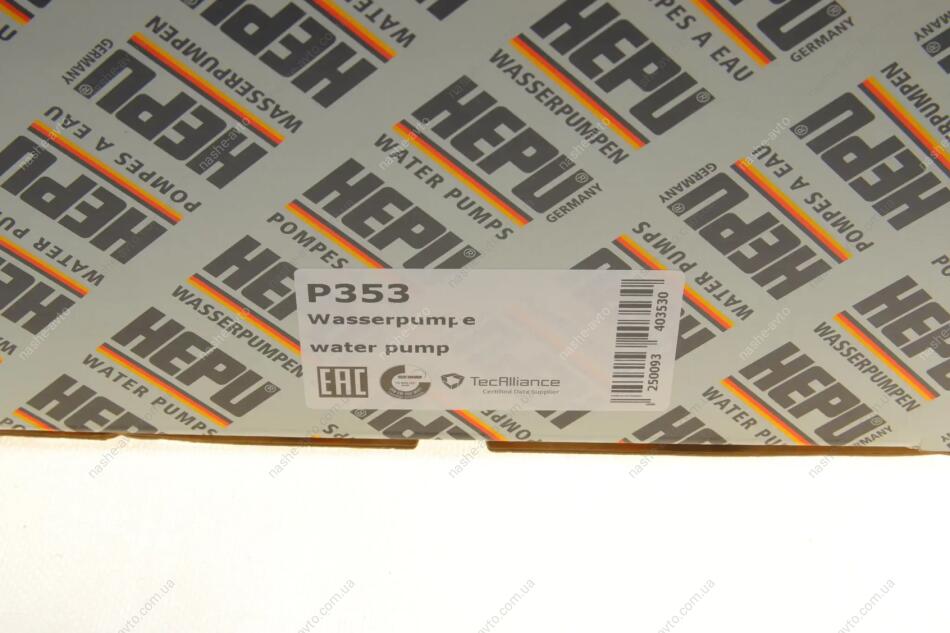 HEPU®
GERMANY
WASSERPUMPEN
WATER PUMPS
POMPES A EAU
P353
Wasserpumpe
water pump
EAC
TecAlliance
Certified Data Supplier
250093 403530
nashe-avto.com.ua